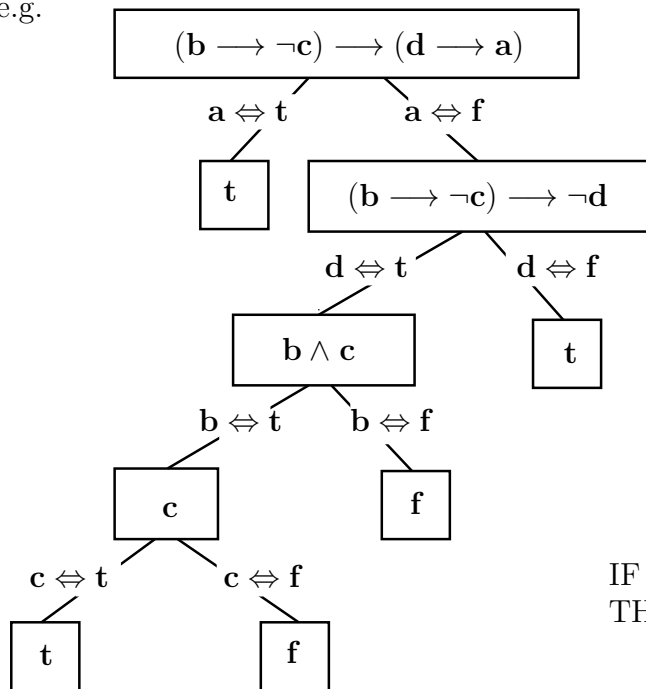 e.g.
(b ⟶ ¬c) ⟶ (d ⟶ a)
a ⇔ t a ⇔ f
t (b ⟶ ¬c) ⟶ ¬d
d ⇔ t d ⇔ f
b ∧ c t
b ⇔ t b ⇔ f
c f
c ⇔ t c ⇔ f IF
t f